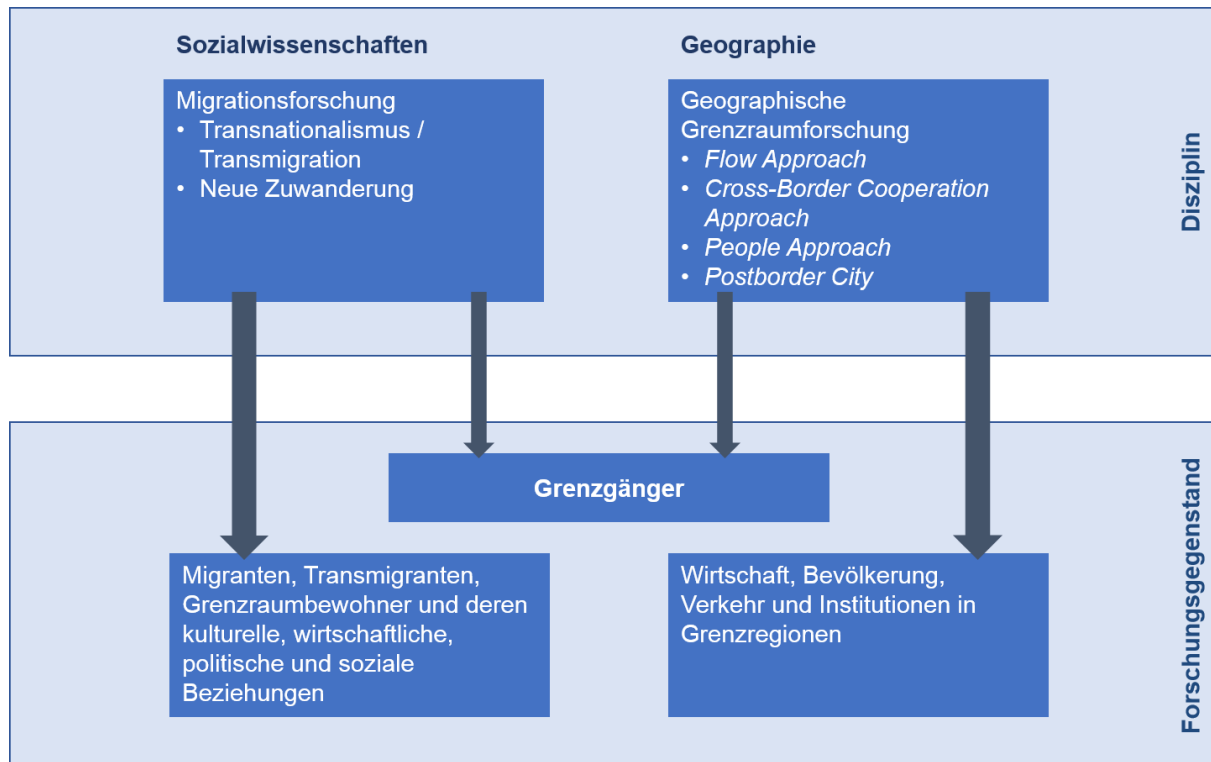 Sozialwissenschaften
Migrationsforschung
• Transnationalismus /
Transmigration
• Neue Zuwanderung
Geographie
Geographische
Grenzraumforschung
• Flow Approach
• Cross-Border Cooperation
Approach
• People Approach
• Postborder City
Disziplin
Grenzgänger
Migranten, Transmigranten,
Grenzraumbewohner und deren
kulturelle, wirtschaftliche,
politische und soziale
Beziehungen
Wirtschaft, Bevölkerung,
Verkehr und Institutionen in
Grenzregionen
Forschungsgegenstand